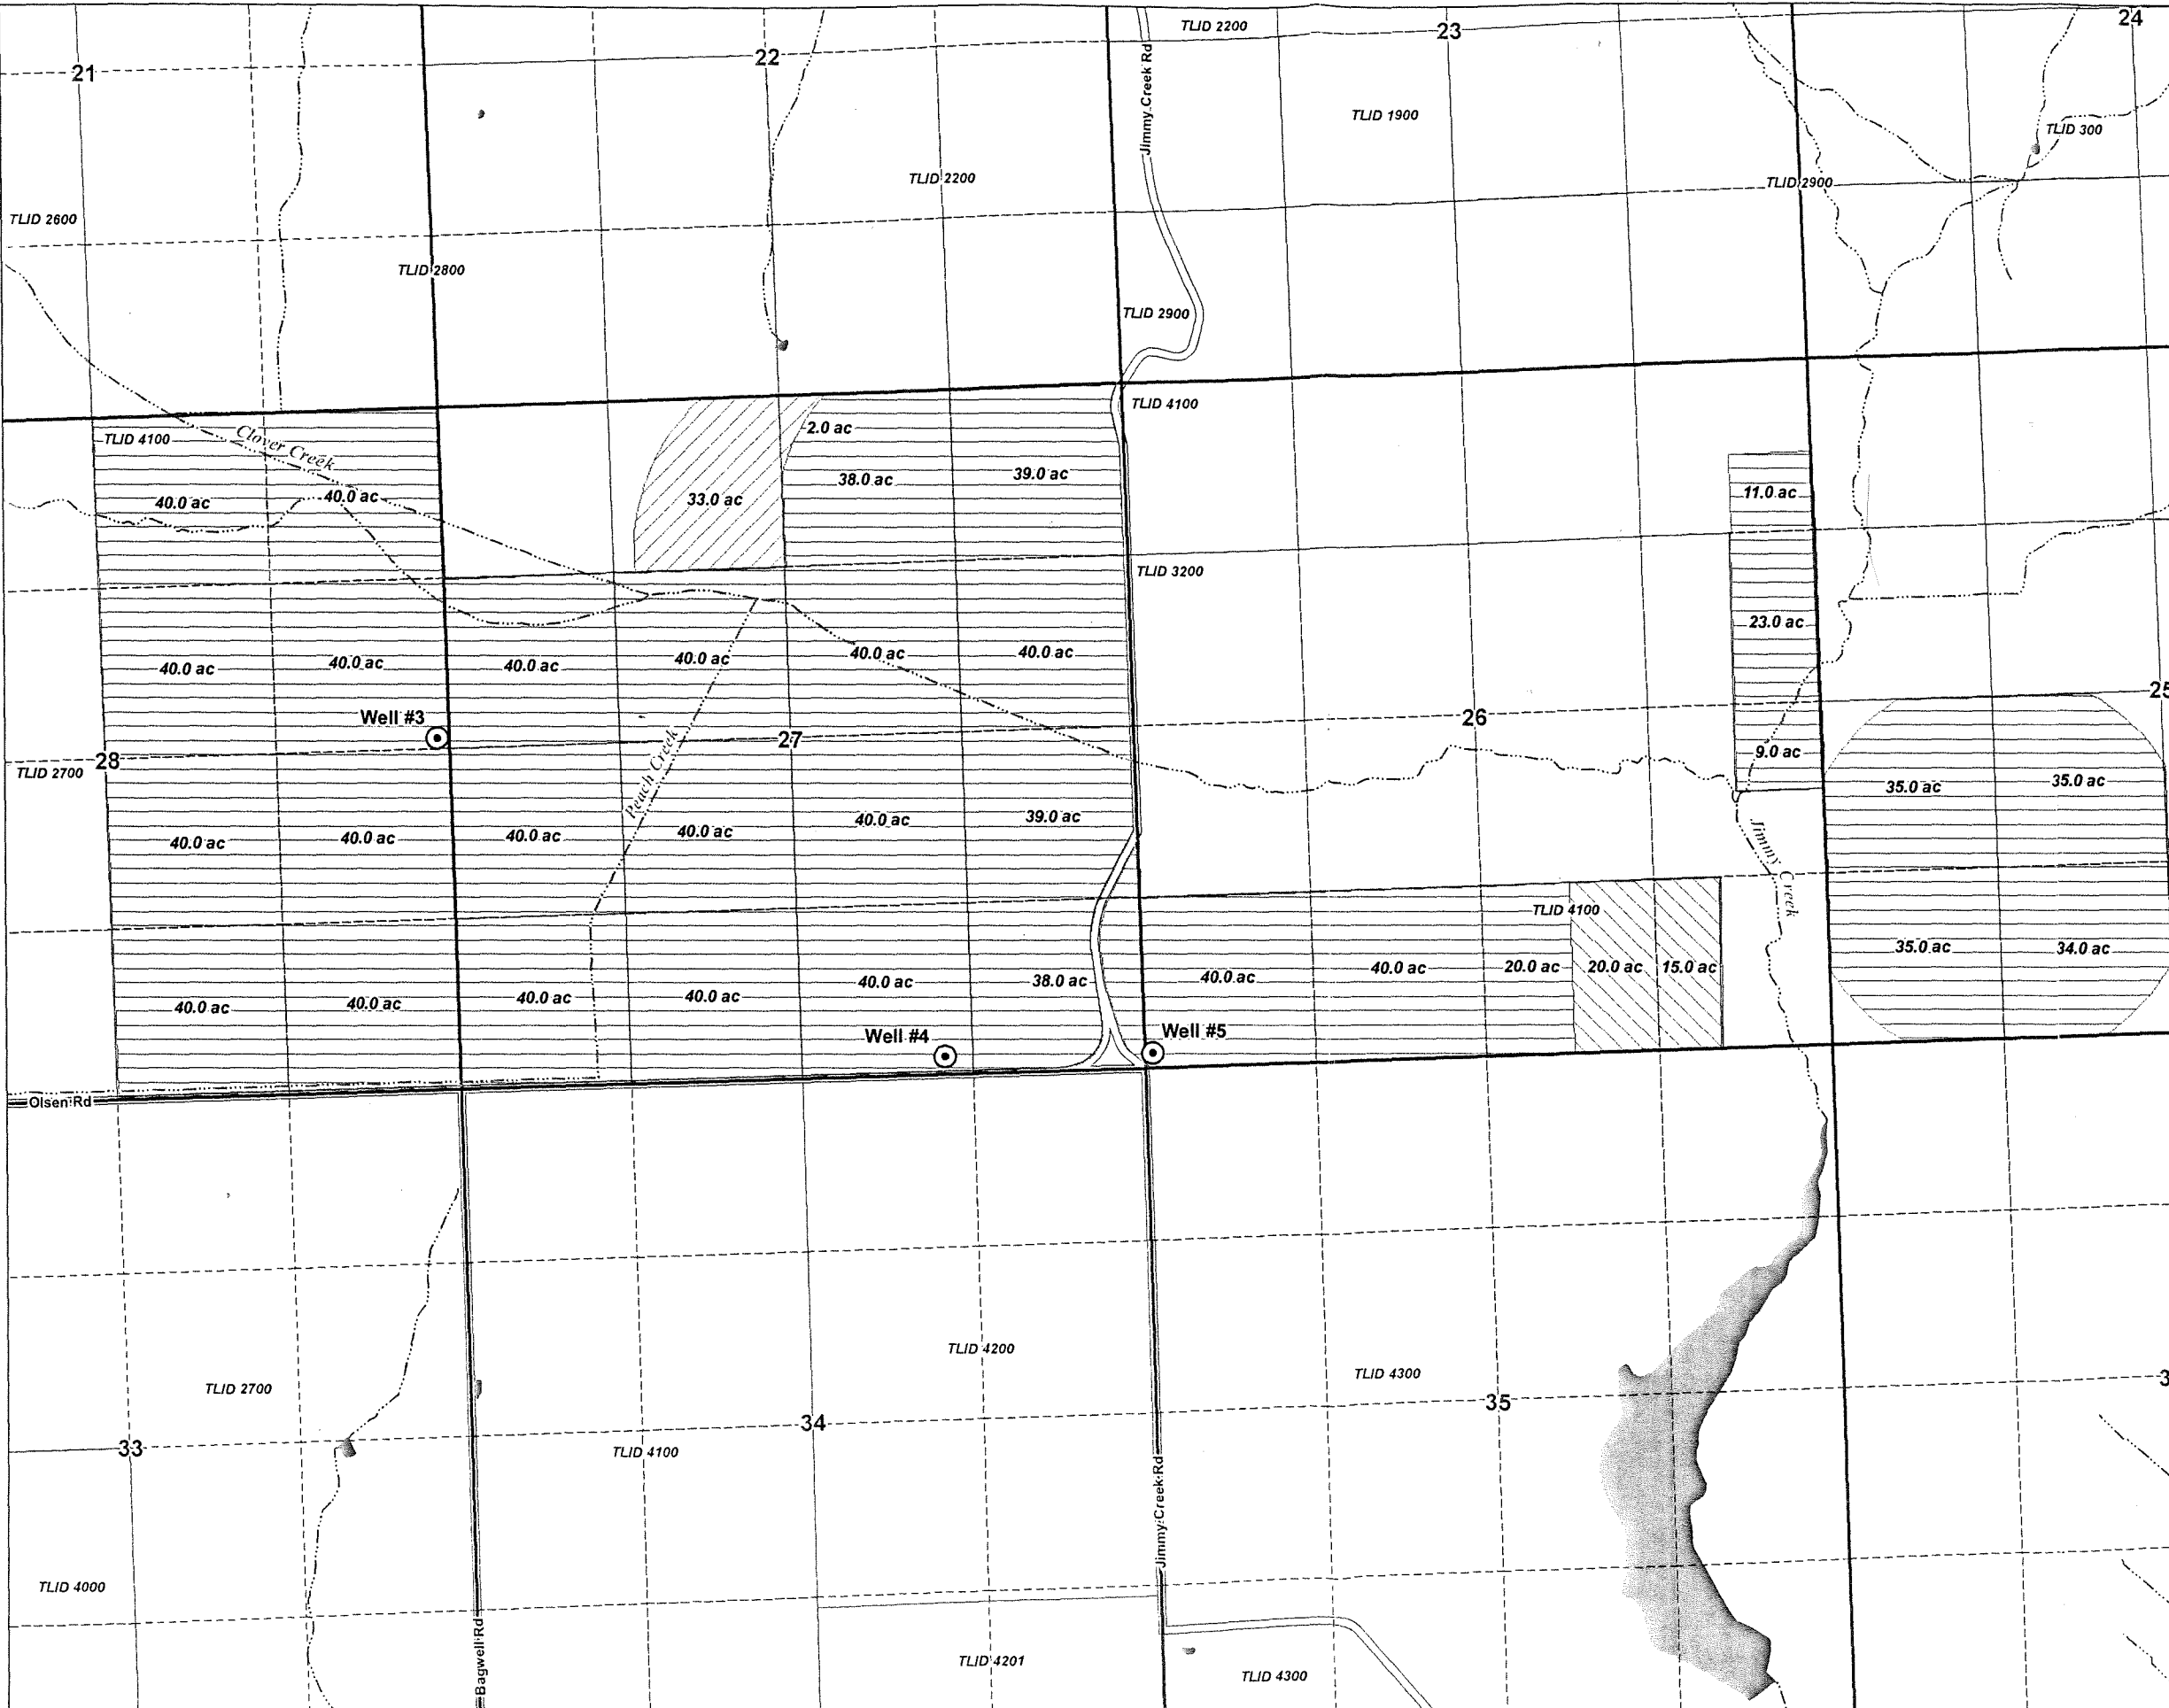 24
TLID 2200
23
22
21
Jimmy Creek Rd
TLID 1900
TLID 300
TLID 2200
TLID 2900
TLID 2600
TLID 2800
TLID 2900
TLID 4100
2.0 ac
TLID 4100
Clover Creek
38.0 ac
39.0 ac
33.0 ac
40.0 ac
40.0 ac
11.0 ac
TLID 3200
23.0 ac
40.0 ac
40.0 ac
40.0 ac
40.0 ac
40.0 ac
40.0 ac
25
Well #3
27
26
28
TLID 2700
Peach Creek
9.0 ac
35.0 ac
35.0 ac
40.0 ac
40.0 ac
40.0 ac
40.0 ac
40.0 ac
39.0 ac
Jimmy Creek
TLID 4100
35.0 ac
34.0 ac
40.0 ac
40.0 ac
40.0 ac
40.0 ac
40.0 ac
38.0 ac
40.0 ac
40.0 ac
20.0 ac
20.0 ac
15.0 ac
Well #4
Well #5
Olsen Rd
TLID 4200
TLID 4300
TLID 2700
3
35
34
33
TLID 4100
Jimmy Creek Rd
TLID 4000
Bagwell Rd
TLID 4201
TLID 4300